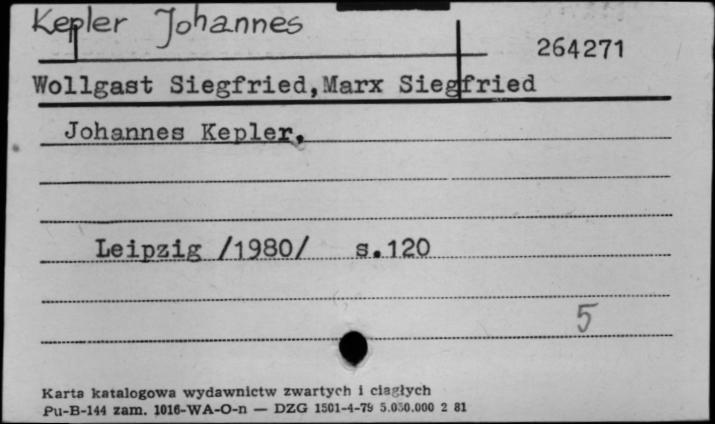 Kepler Johannes
264271
Wollgast Siegfried,Marx Siegfried
Johannes Kepler.
Leipzig /1980/ s.120
5
Karta katalogowa wydawnictw zwartych i ciągłych
Pu-B-144 zam. 1016-WA-O-n — DZG 1501-4-79 5.050.000 2 81